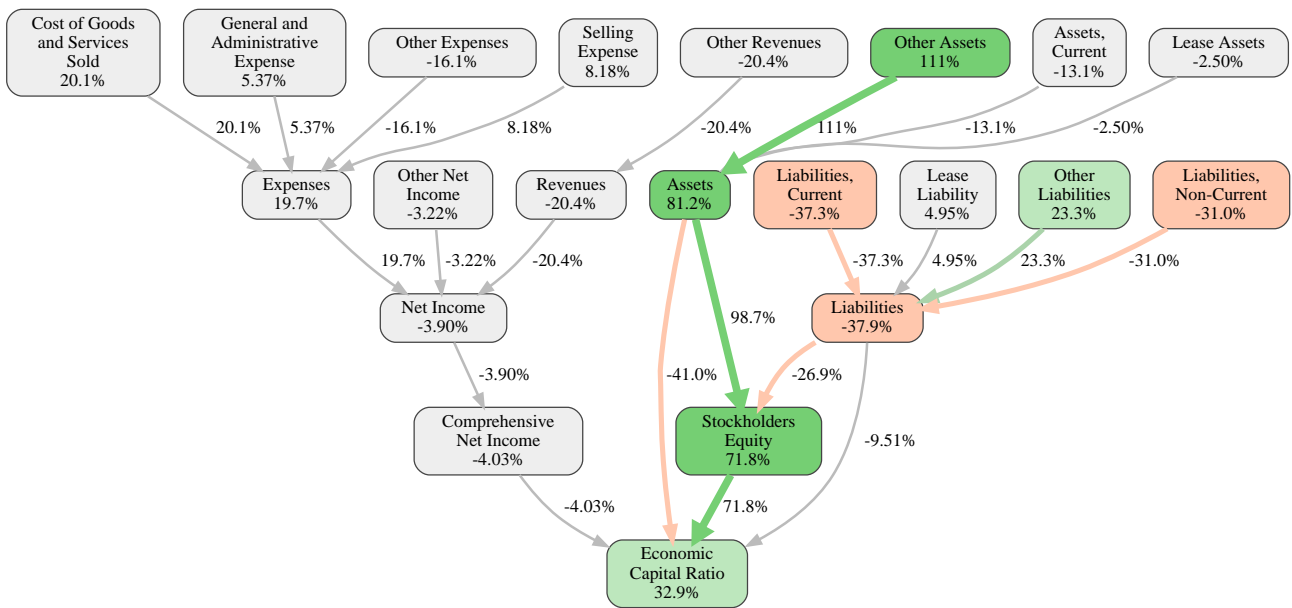 Cost of Goods
and Services
Sold
20.1%
General and
Administrative
Expense
5.37%
Other Expenses
-16.1%
Selling
Expense
8.18%
Other Revenues
-20.4%
Other Assets
111%
Assets,
Current
-13.1%
Lease Assets
-2.50%
20.1%
5.37%
-16.1%
8.18%
-20.4%
111%
-13.1%
-2.50%
Expenses
19.7%
Other Net
Income
-3.22%
Revenues
-20.4%
Assets
81.2%
Liabilities,
Current
-37.3%
Lease
Liability
4.95%
Other
Liabilities
23.3%
Liabilities,
Non-Current
-31.0%
19.7%
-3.22%
-20.4%
-37.3%
4.95%
23.3%
-31.0%
Net Income
-3.90%
98.7%
Liabilities
-37.9%
-3.90%
-41.0%
-26.9%
Comprehensive
Net Income
-4.03%
Stockholders
Equity
71.8%
-9.51%
-4.03%
71.8%
Economic
Capital Ratio
32.9%